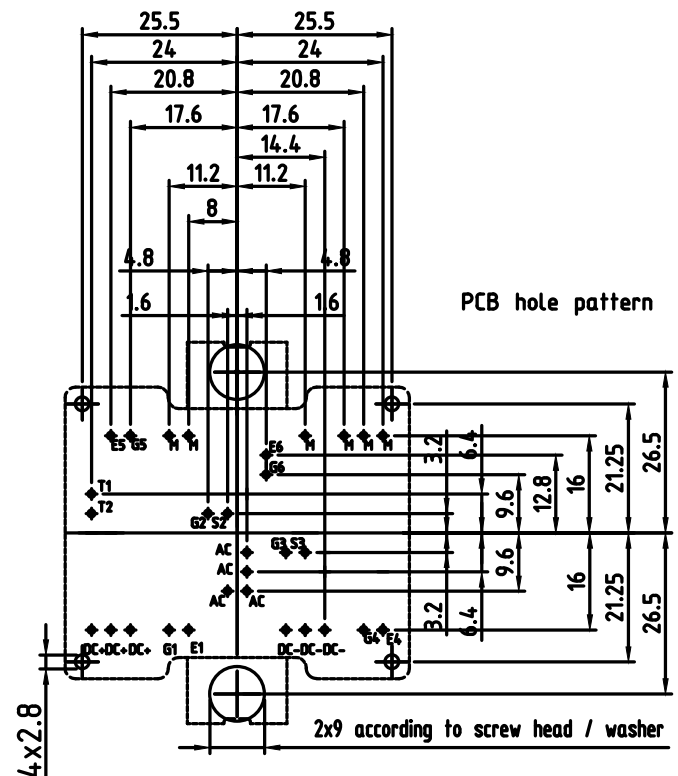 25.5 25.5
24 24
20.8 20.8
17.6 17.6
14.4
11.2 11.2
8
4.8 4.8
1.6 1.6
PCB hole pattern
E5 G5 H H H H
E6
G6
T1
T2
G2 S2
3.2 6.4 9.6 12.8 16 21.25 26.5
AC G3 S3
AC
AC AC
3.2 6.4 9.6 16 21.25 26.5
DC+ DC+ DC+ G1 E1 DC- DC- DC- G4 E4
4x2.8
2x9 according to screw head / washer